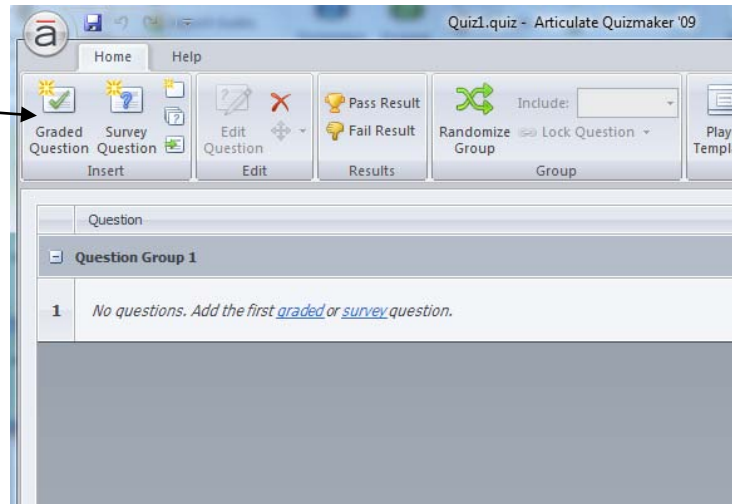 Quiz1.quiz - Articulate Quizmaker '09
Home Help
Graded Question
Survey Question
Edit Question
Pass Result
Fail Result
Randomize Group
Include:
Lock Question
Insert Edit Results Group
Question
Question Group 1
1 No questions. Add the first graded or survey question.